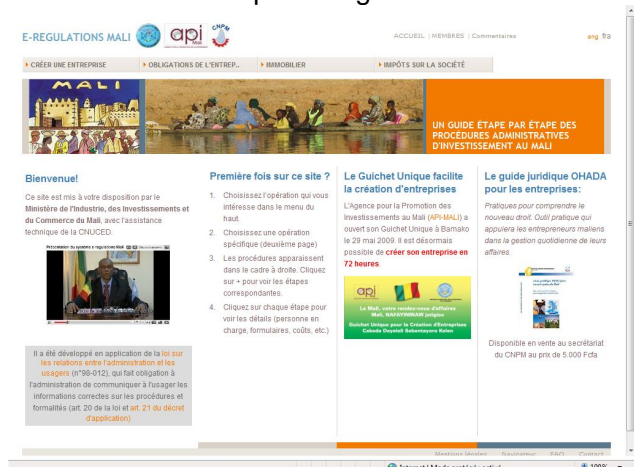 E-REGULATIONS MALI
api
Mali
CNPM
ACCUEIL | MEMBRES | Commentaires
eng fra
CRÉER UNE ENTREPRISE
OBLIGATIONS DE L'ENTREP..
IMMOBILIER
IMPÔTS SUR LA SOCIÉTÉ
MALI
UN GUIDE ÉTAPE PAR ÉTAPE DES
PROCÉDURES ADMINISTRATIVES
D'INVESTISSEMENT AU MALI
Bienvenue!
Ce site est mis à votre disposition par le
Ministère de l'Industrie, des Investissements et
du Commerce du Mali, avec l'assistance
technique de la CNUCED.
Présentation du système e-regulations Mali
Il a été développé en application de la loi sur
les relations entre l'administration et les
usagers (n°98-012), qui fait obligation à
l'administration de communiquer à l'usager les
informations correctes sur les procédures et
formalités (art. 20 de la loi et art. 21 du décret
d'application)
Première fois sur ce site ?
1. Choisissez l'opération qui vous
intéresse dans le menu du
haut.
2. Choisissez une opération
spécifique (deuxième page)
3. Les procédures apparaissent
dans le cadre à droite. Cliquez
sur + pour voir les étapes
correspondantes.
4. Cliquez sur chaque étape pour
voir les détails (personne en
charge, formulaires, coûts, etc.)
Le Guichet Unique facilite
la création d'entreprises
L'Agence pour la Promotion des
Investissements au Mali (API-MALI) a
ouvert son Guichet Unique à Bamako
le 29 mai 2009. Il est désormais
possible de créer son entreprise en
72 heures.
api
Le Mali, votre rendez-vous d'affaires
Mali, NAFAYINIWAW jotigiso
Guichet Unique pour la Création d'Entreprises
Le guide juridique OHADA
pour les entreprises:
Pratiques pour comprendre le
nouveau droit. Outil pratique qui
appuiera les entrepreneurs maliens
dans la gestion quotidienne de leurs
affaires.
Disponible en vente au secrétariat
du CNPM au prix de 5.000 Fcfa
Mentions légales Navigateur FAQ Contact
100%